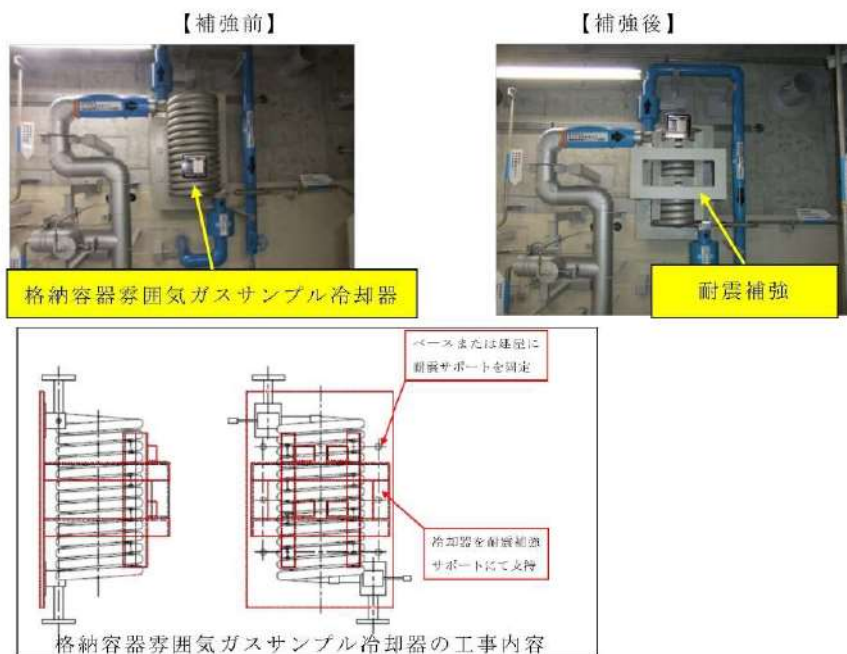 【補強前】
【補強後】
格納容器雰囲気ガスサンプル冷却器
耐震補強
ベースまたは建屋に
耐震サポートを固定
冷却器を耐震補強
サポートにて支持
格納容器雰囲気ガスサンプル冷却器の工事内容